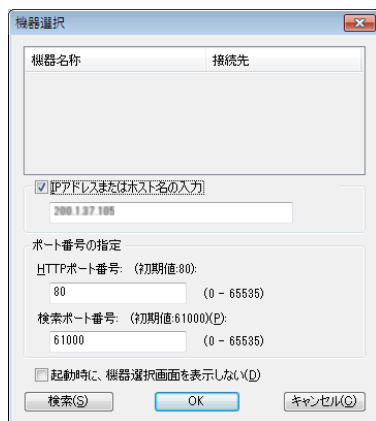 機器選択
機器名称 接続先
IPアドレスまたはホスト名の入力
200.1.37.105
ポート番号の指定
HTTPポート番号: (初期値:80):
80 (0 - 65535)
検索ポート番号: (初期値:61000)(P):
61000 (0 - 65535)
起動時に、機器選択画面を表示しない(D)
検索(S) OK キャンセル(C)